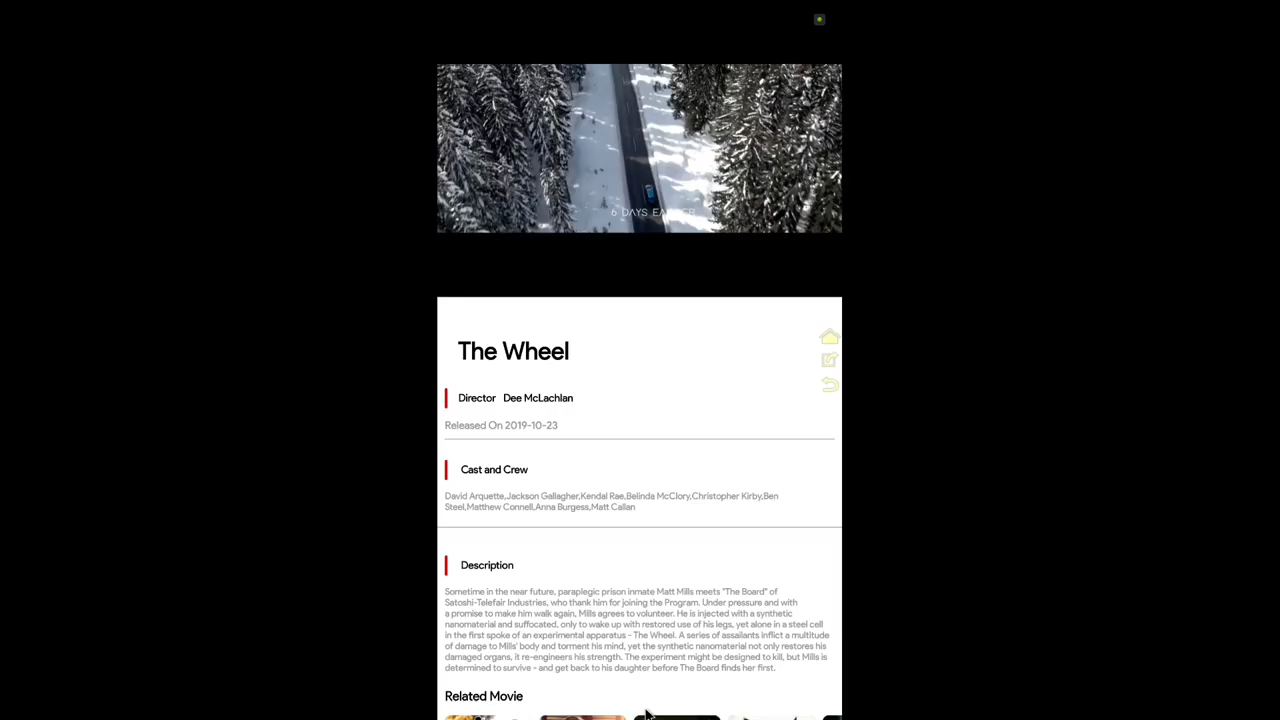 6 DAYS EARLIER
The Wheel
Director Dee McLachlan
Released On 2019-10-23
Cast and Crew
David Arquette,Jackson Gallagher,Kendal Rae,Belinda McClory,Christopher Kirby,Ben
Steel,Matthew Connell,Anna Burgess,Matt Callan
Description
Sometime in the near future, paraplegic prison inmate Matt Mills meets "The Board" of
Satoshi-Telefair Industries, who thank him for joining the Program. Under pressure and with
a promise to make him walk again, Mills agrees to volunteer. He is injected with a synthetic
nanomaterial and suffocated, only to wake up with restored use of his legs, yet alone in a steel cell
in the first spoke of an experimental apparatus - The Wheel. A series of assailants inflict a multitude
of damage to Mills' body and torment his mind, yet the synthetic nanomaterial not only restores his
damaged organs, it re-engineers his strength. The experiment might be designed to kill, but Mills is
determined to survive - and get back to his daughter before The Board finds her first.
Related Movie